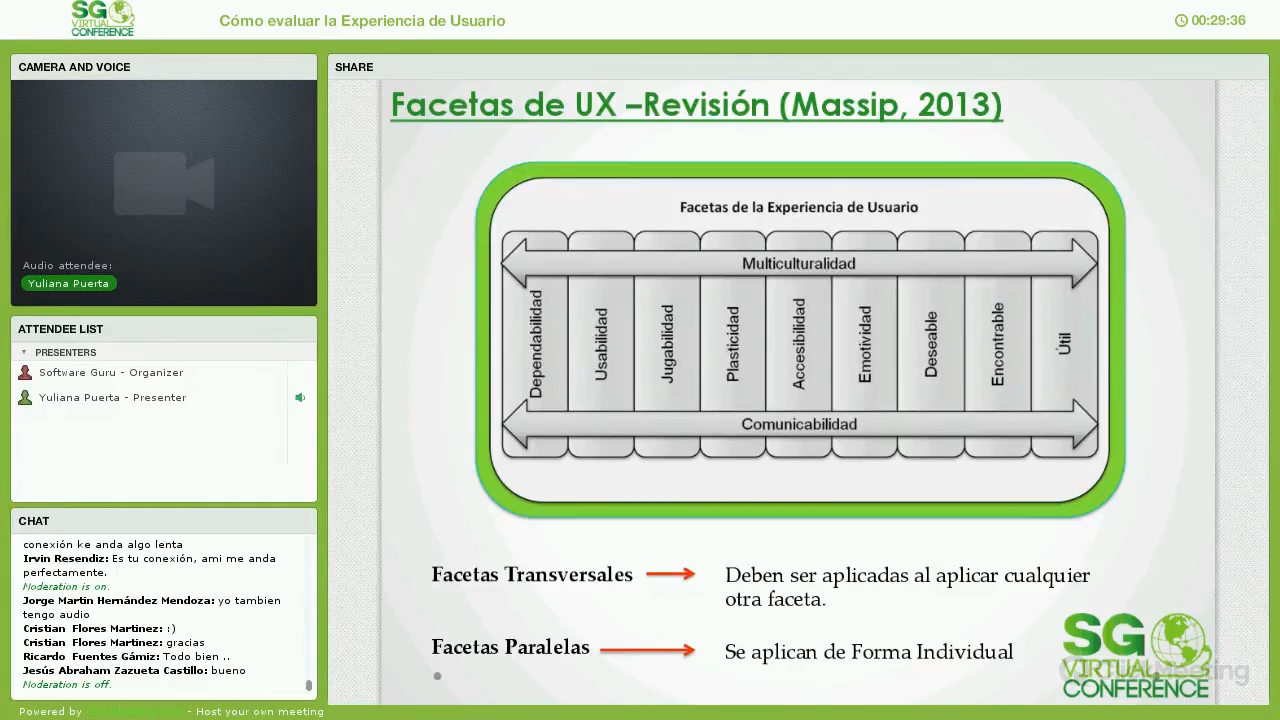 SG
VIRTUAL
CONFERENCE
Cómo evaluar la Experiencia de Usuario
00:29:36
CAMERA AND VOICE
Audio attendee:
Yuliana Puerta
ATTENDEE LIST
PRESENTERS
Software Guru - Organizer
Yuliana Puerta - Presenter
CHAT
conexión ke anda algo lenta
Irvin Resendiz: Es tu conexión, ami me anda
perfectamente.
Moderation is on.
Jorge Martin Hernández Mendoza: yo tambien
tengo audio
Cristian Flores Martinez: :)
Cristian Flores Martinez: gracias
Ricardo Fuentes Gámiz: Todo bien ..
Jesús Abraham Zazueta Castillo: bueno
Moderation is off.
Powered by
- Host your own meeting
SHARE
Facetas de UX –Revisión (Massip, 2013)
Facetas de la Experiencia de Usuario
Multiculturalidad
Dependabilidad
Usabilidad
Jugabilidad
Plasticidad
Accesibilidad
Emotividad
Deseable
Encontrable
Útil
Comunicabilidad
Facetas Transversales
Deben ser aplicadas al aplicar cualquier
otra faceta.
Facetas Paralelas
Se aplican de Forma Individual
SG
VIRTUAL
CONFERENCE